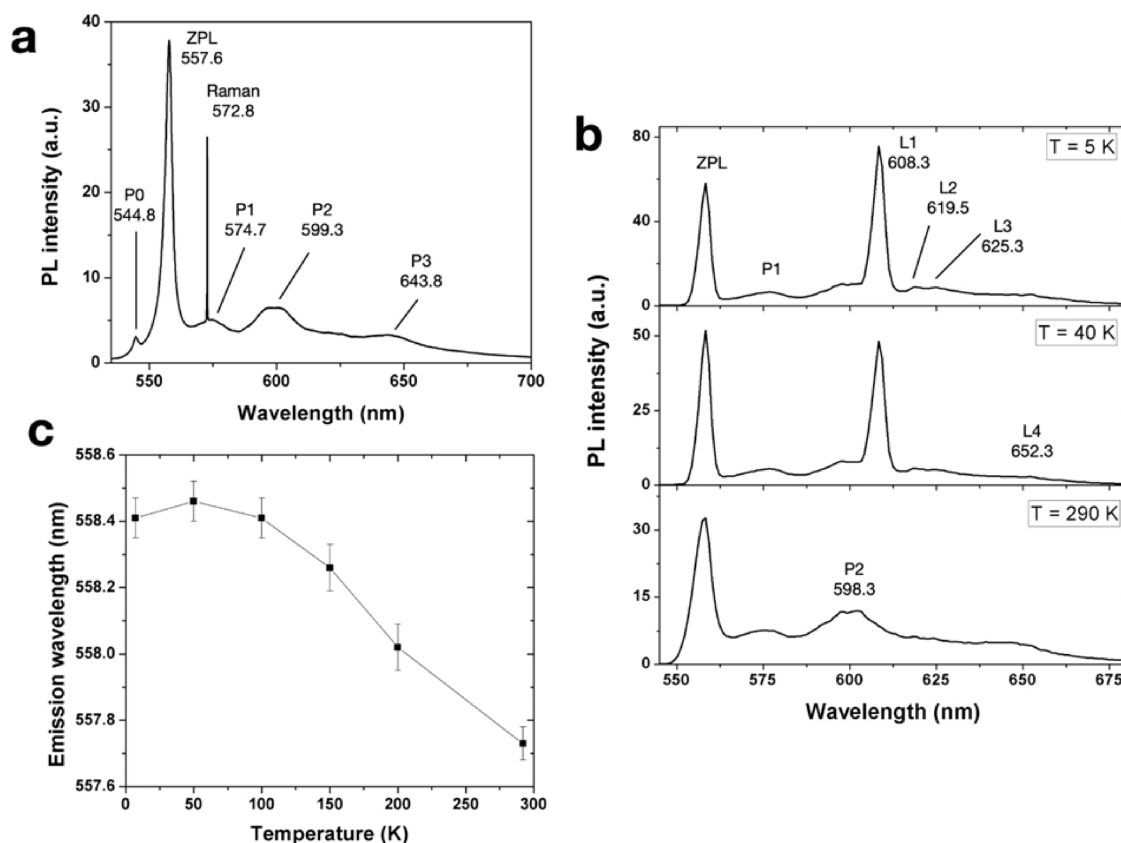 a
PL intensity (a.u.)
40
30
20
10
0
ZPL
557.6
Raman
572.8
P0
544.8
P1
574.7
P2
599.3
P3
643.8
550
600
650
700
Wavelength (nm)
b
PL intensity (a.u.)
80
40
0
T = 5 K
ZPL
P1
L1
608.3
L2
619.5
L3
625.3
50
25
0
T = 40 K
L4
652.3
30
15
0
T = 290 K
P2
598.3
550
575
600
625
650
675
Wavelength (nm)
c
Emission wavelength (nm)
558.6
558.4
558.2
558.0
557.8
557.6
0
50
100
150
200
250
300
Temperature (K)